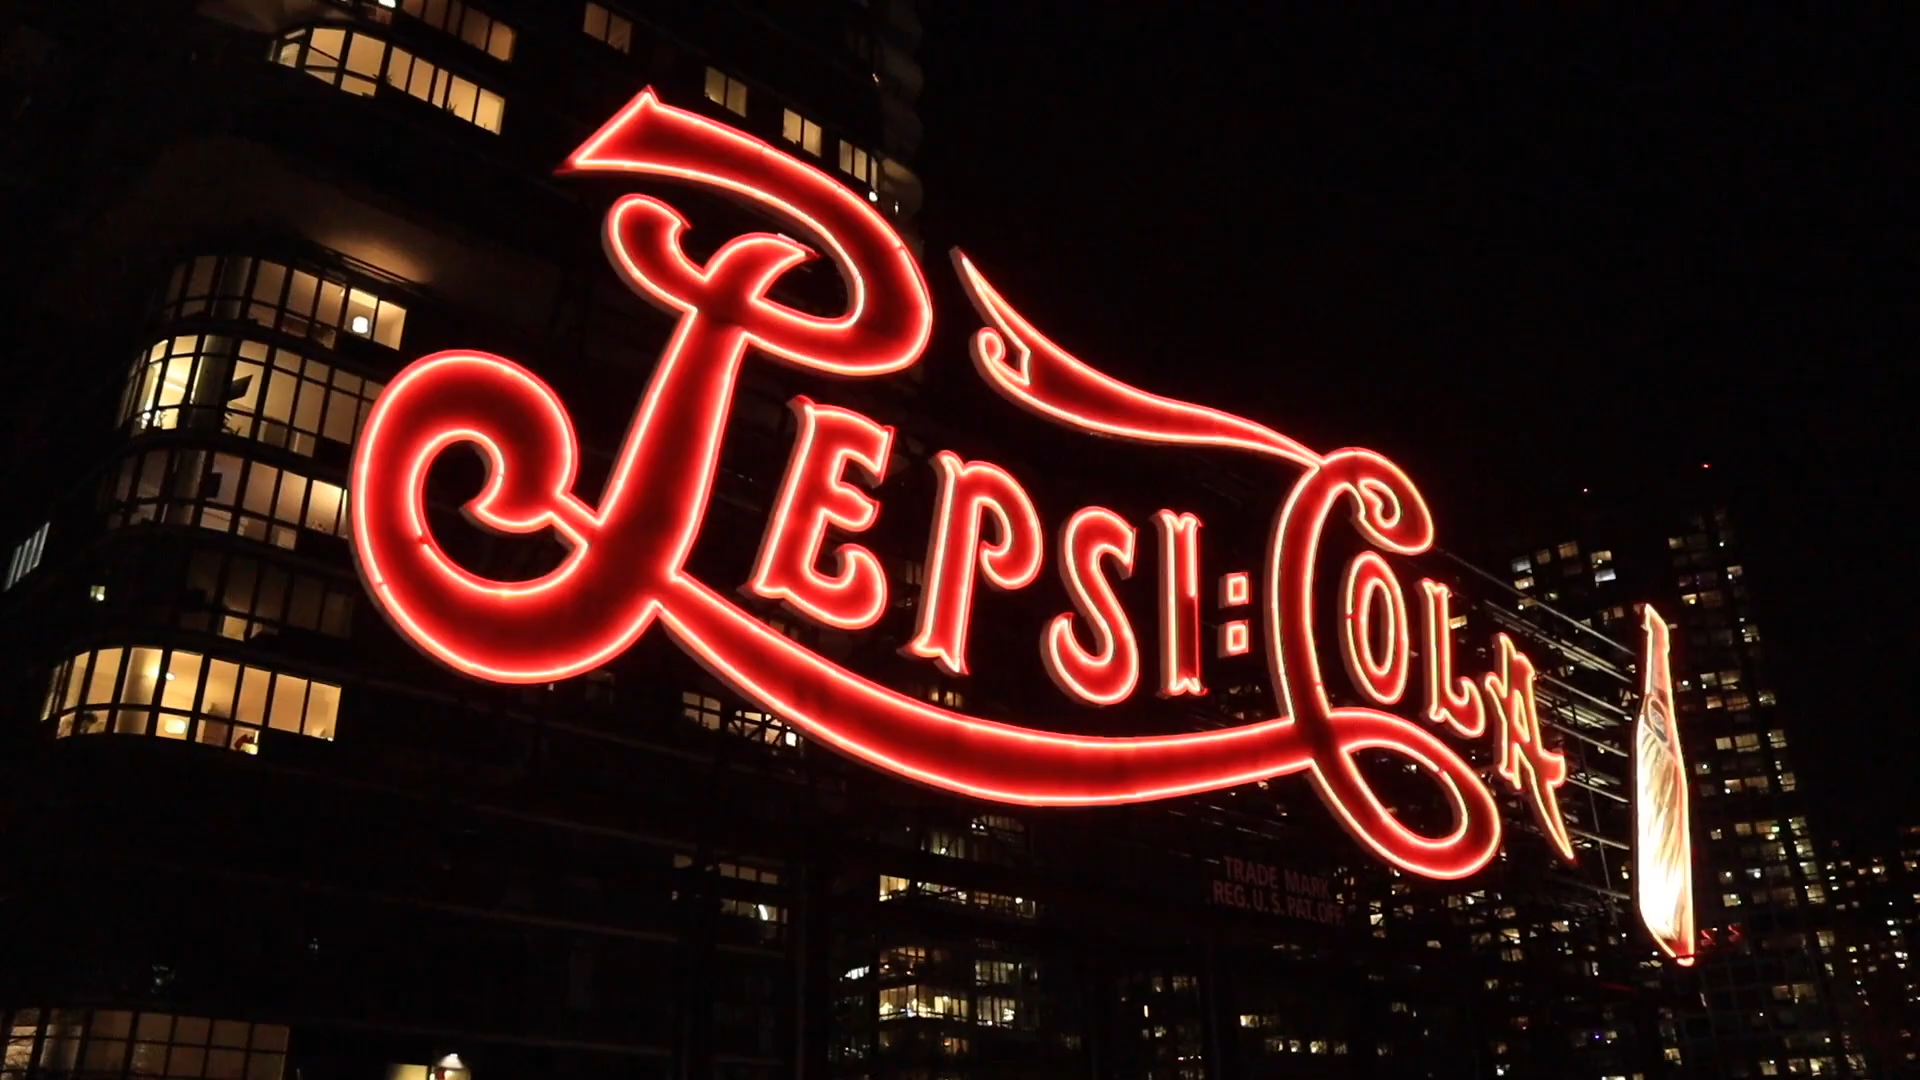 PEPSI:COLA
TRADE MARK
REG. U.S. PAT. OFF.